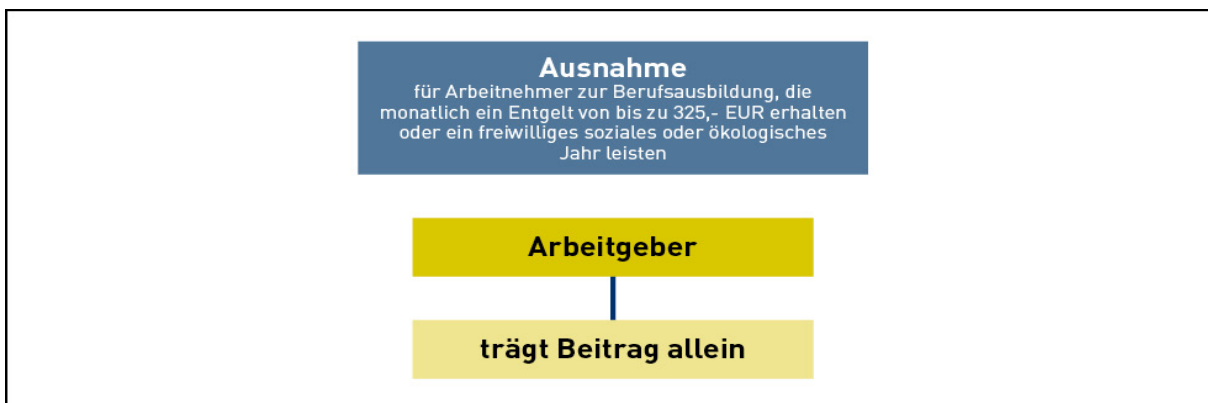 Ausnahme
für Arbeitnehmer zur Berufsausbildung, die
monatlich ein Entgelt von bis zu 325,- EUR erhalten
oder ein freiwilliges soziales oder ökologisches
Jahr leisten
Arbeitgeber
trägt Beitrag allein